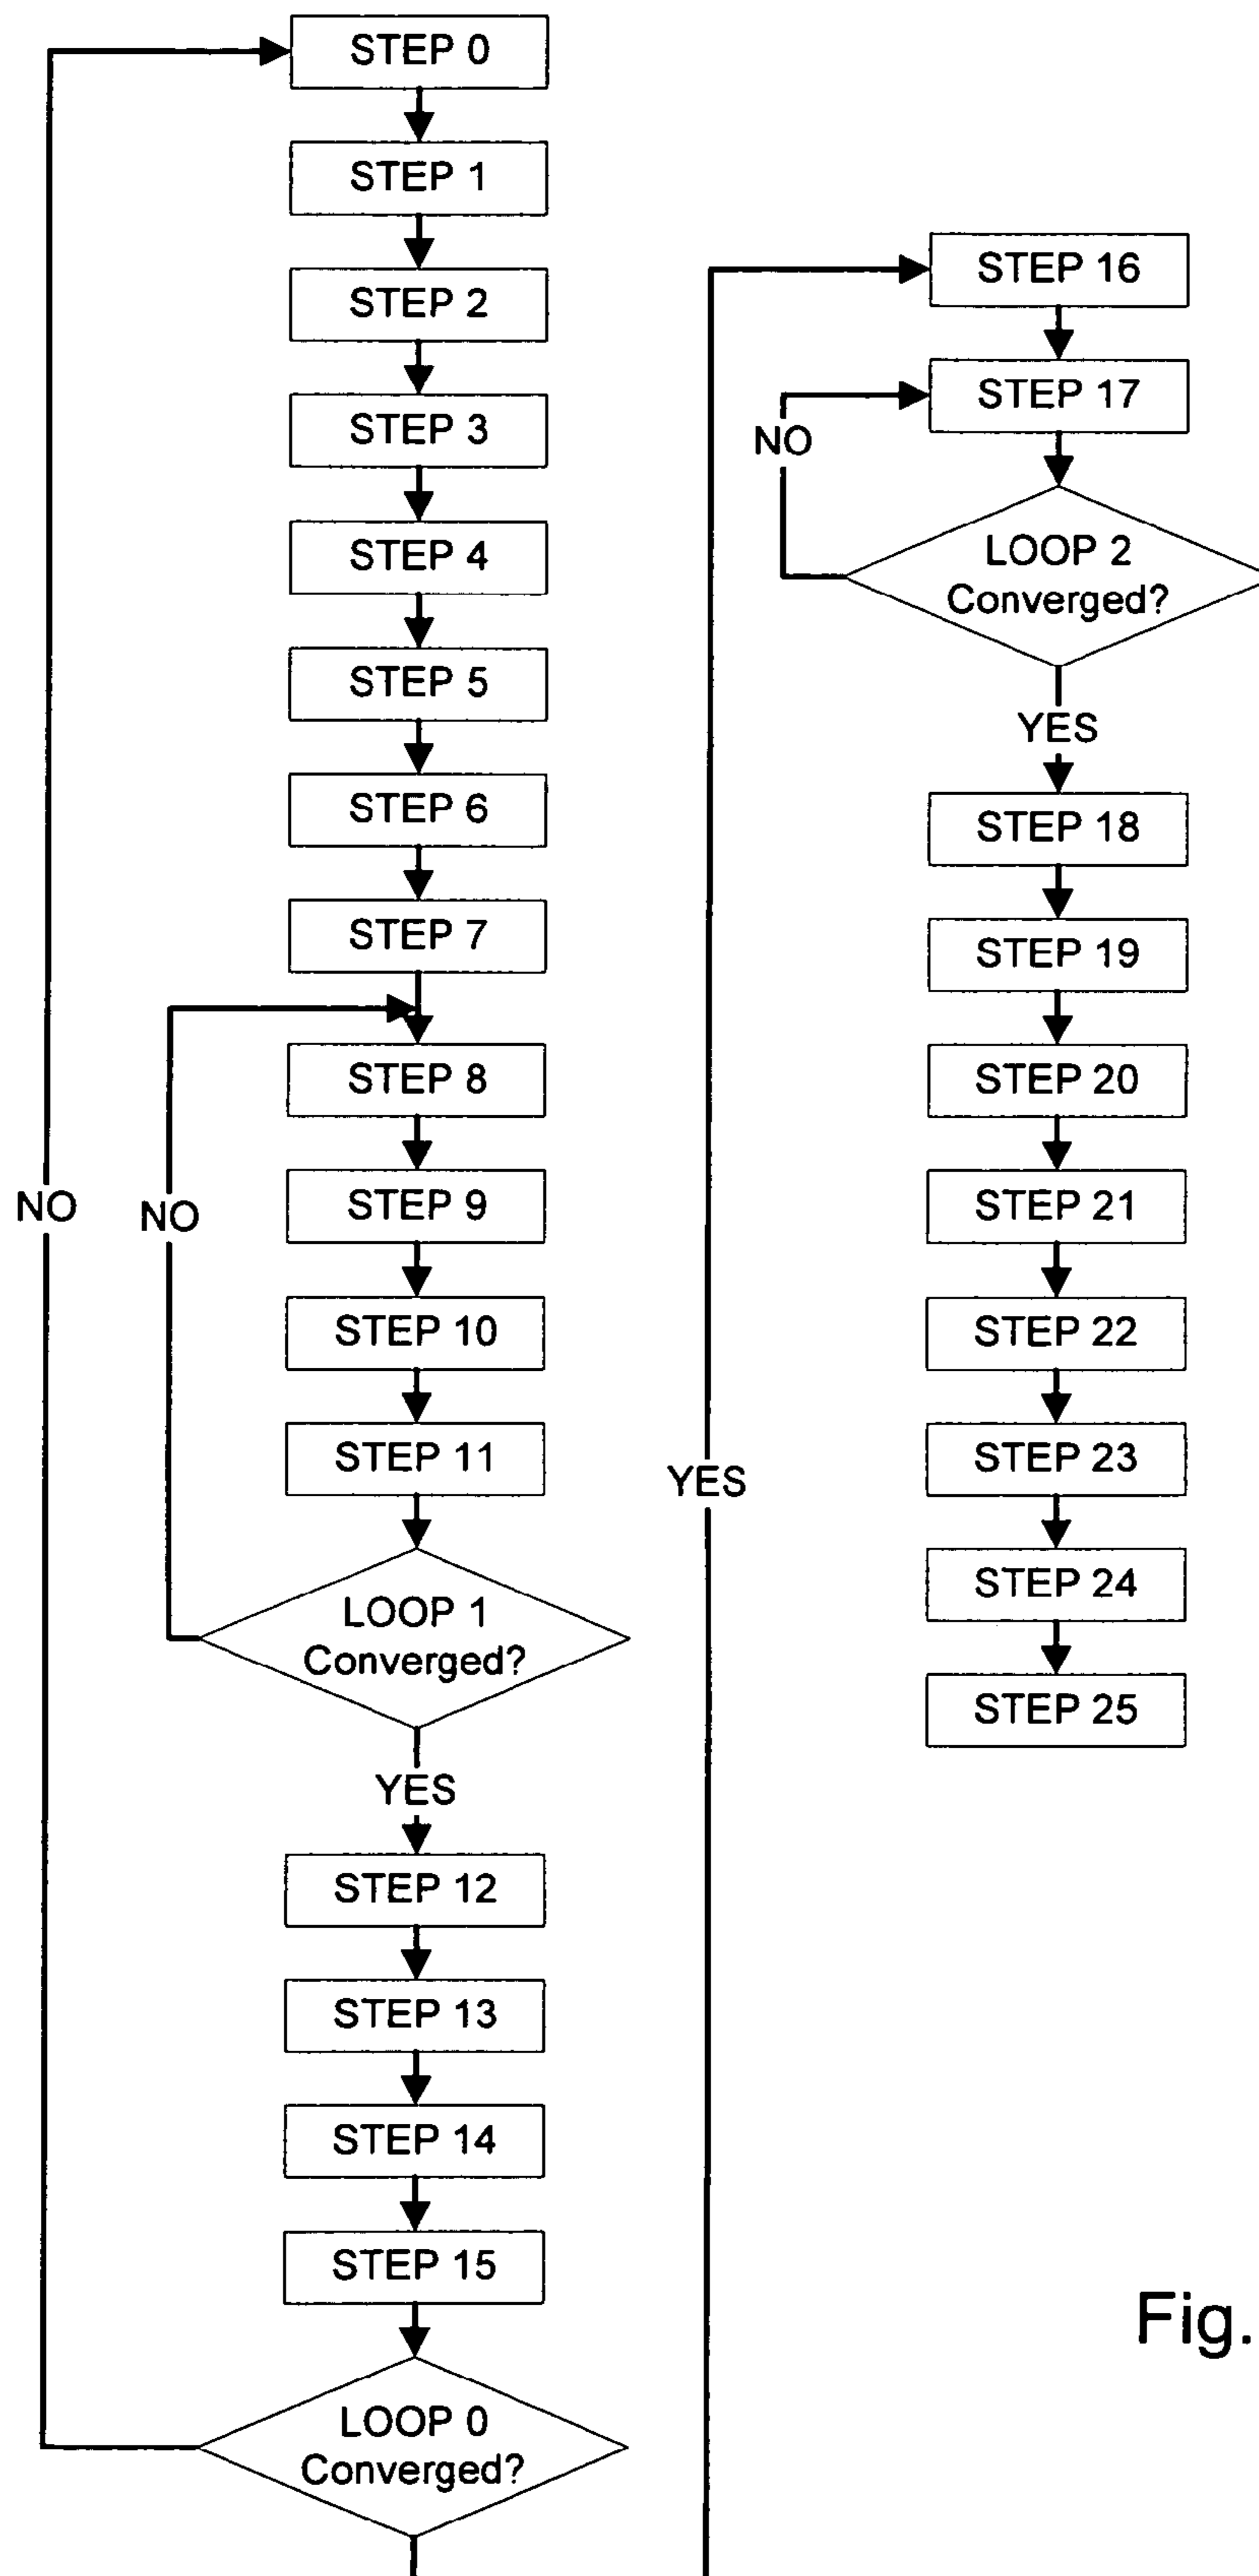 STEP 0
STEP 1
STEP 2
STEP 3
STEP 4
STEP 5
STEP 6
STEP 7
STEP 8
STEP 9
STEP 10
STEP 11
LOOP 1
Converged?
NO
NO
YES
STEP 12
STEP 13
STEP 14
STEP 15
LOOP 0
Converged?
YES
STEP 16
STEP 17
NO
LOOP 2
Converged?
YES
STEP 18
STEP 19
STEP 20
STEP 21
STEP 22
STEP 23
STEP 24
STEP 25
Fig.